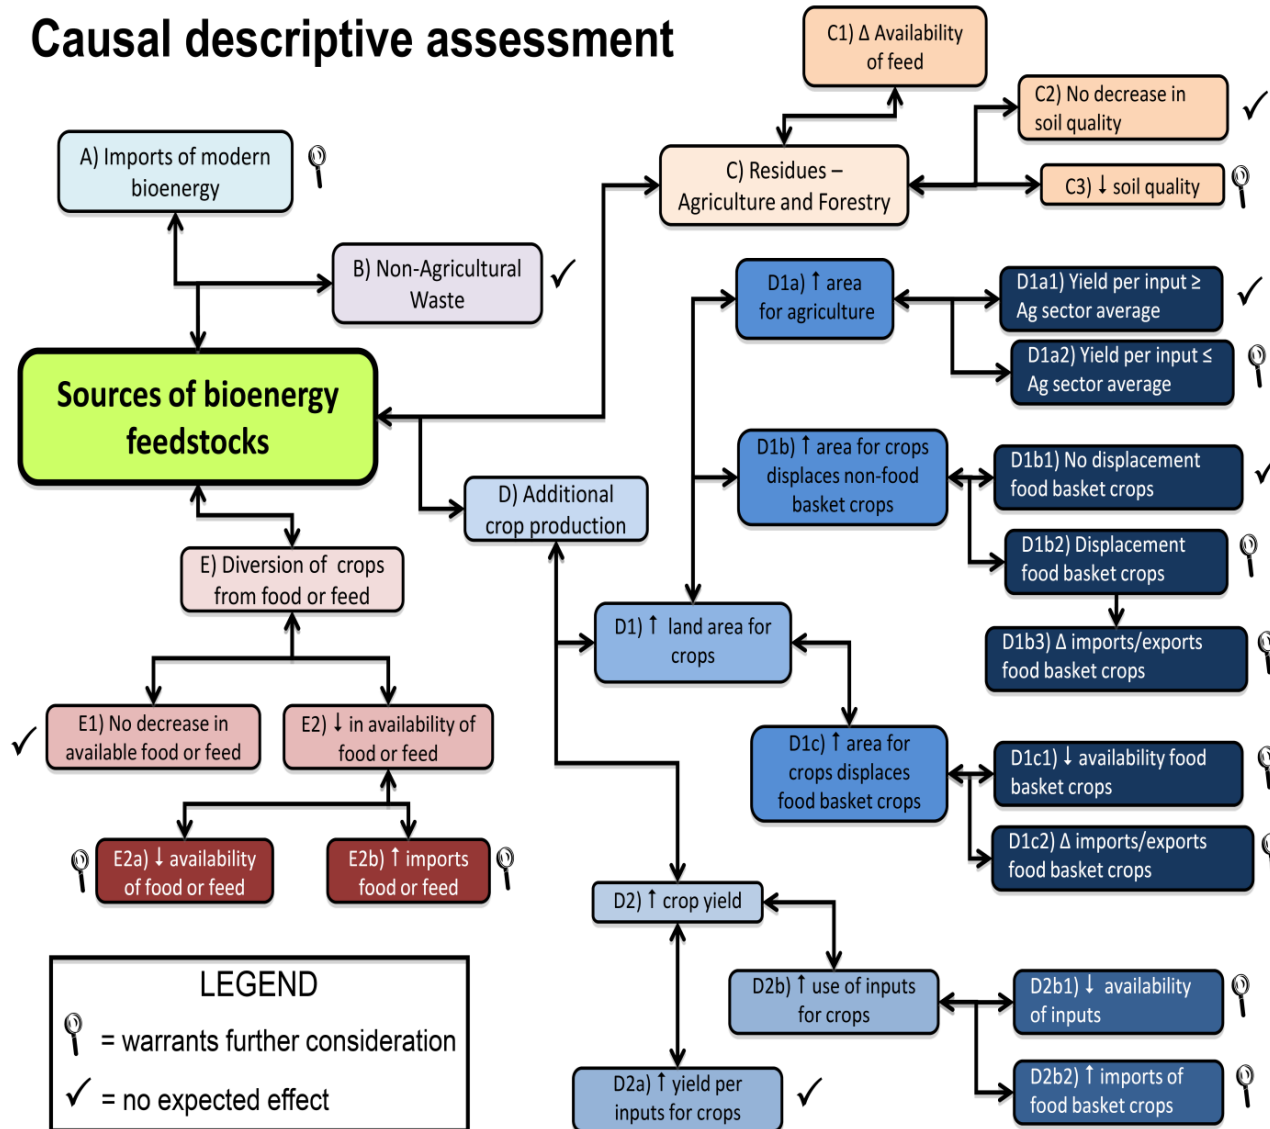 Causal descriptive assessment
C1) Δ Availability
of feed
C2) No decrease in
soil quality
A) Imports of modern
bioenergy
C) Residues –
Agriculture and Forestry
C3) ↓ soil quality
B) Non-Agricultural
Waste
D1a) ↑ area
for agriculture
D1a1) Yield per input ≥
Ag sector average
D1a2) Yield per input ≤
Ag sector average
Sources of bioenergy
feedstocks
D1b) ↑ area for crops
displaces non-food
basket crops
D1b1) No displacement
food basket crops
D) Additional
crop production
D1b2) Displacement
food basket crops
E) Diversion of crops
from food or feed
D1) ↑ land area for
crops
D1b3) Δ imports/exports
food basket crops
E1) No decrease in
available food or feed
E2) ↓ in availability of
food or feed
D1c) ↑ area for
crops displaces
food basket crops
D1c1) ↓ availability food
basket crops
D1c2) Δ imports/exports
food basket crops
E2a) ↓ availability
of food or feed
E2b) ↑ imports
food or feed
D2) ↑ crop yield
D2b) ↑ use of inputs
for crops
D2b1) ↓ availability
of inputs
D2a) ↑ yield per
inputs for crops
D2b2) ↑ imports of
food basket crops
LEGEND
= warrants further consideration
✓ = no expected effect